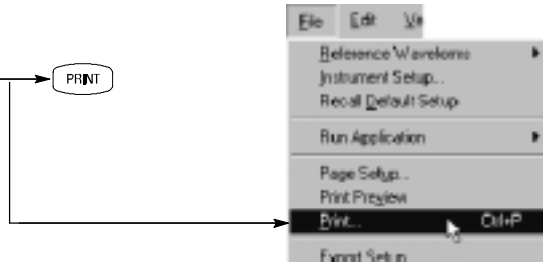 PRINT
File Edit
Reference Waveforms
Instrument Setup...
Recall Default Setup
Run Application
Page Setup...
Print Preview
Print... Ctrl+P
Export Setup